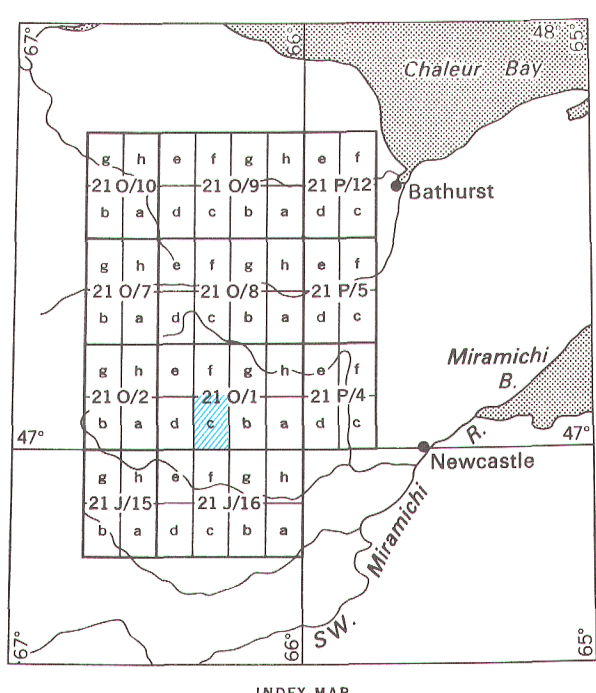 67° 66° 48 65°
Chaleur Bay
g h e f g h e f
21 O/10 21 O/9 21 P/12
Bathurst
b a d c b a d c
g h e f g h e f
21 O/7 21 O/8 21 P/5
b a d c b a d c
Miramichi
B.
g h e f g h e f
21 O/2 21 O/1 21 P/4
b a d c b a d c
R.
47° 47°
Newcastle
g h e f g h
21 J/15 21 J/16
b a d c b a
Miramichi
SW.
67° 66° 65°
INDEX MAP